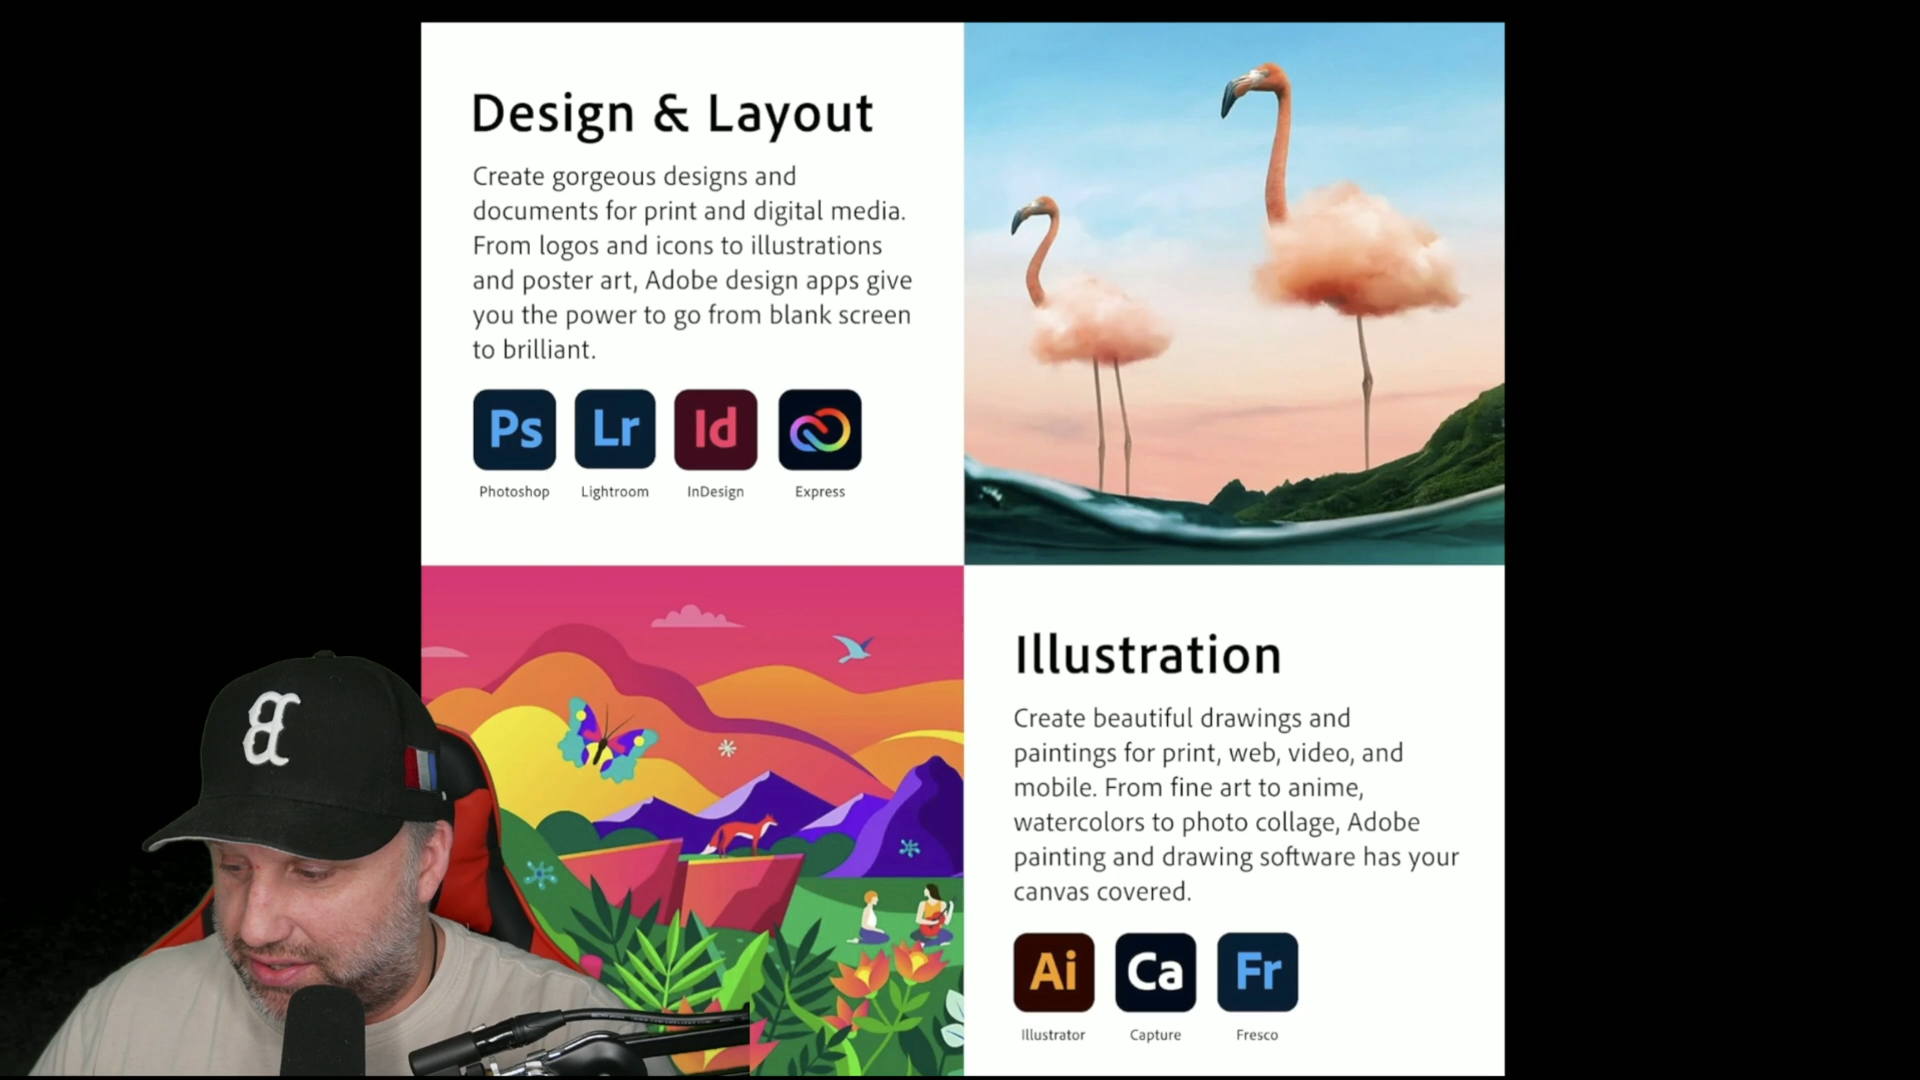 Design & Layout
Create gorgeous designs and
documents for print and digital media.
From logos and icons to illustrations
and poster art, Adobe design apps give
you the power to go from blank screen
to brilliant.
Ps Lr Id
Photoshop Lightroom InDesign Express
Illustration
Create beautiful drawings and
paintings for print, web, video, and
mobile. From fine art to anime,
watercolors to photo collage, Adobe
painting and drawing software has your
canvas covered.
Ai Ca Fr
Illustrator Capture Fresco